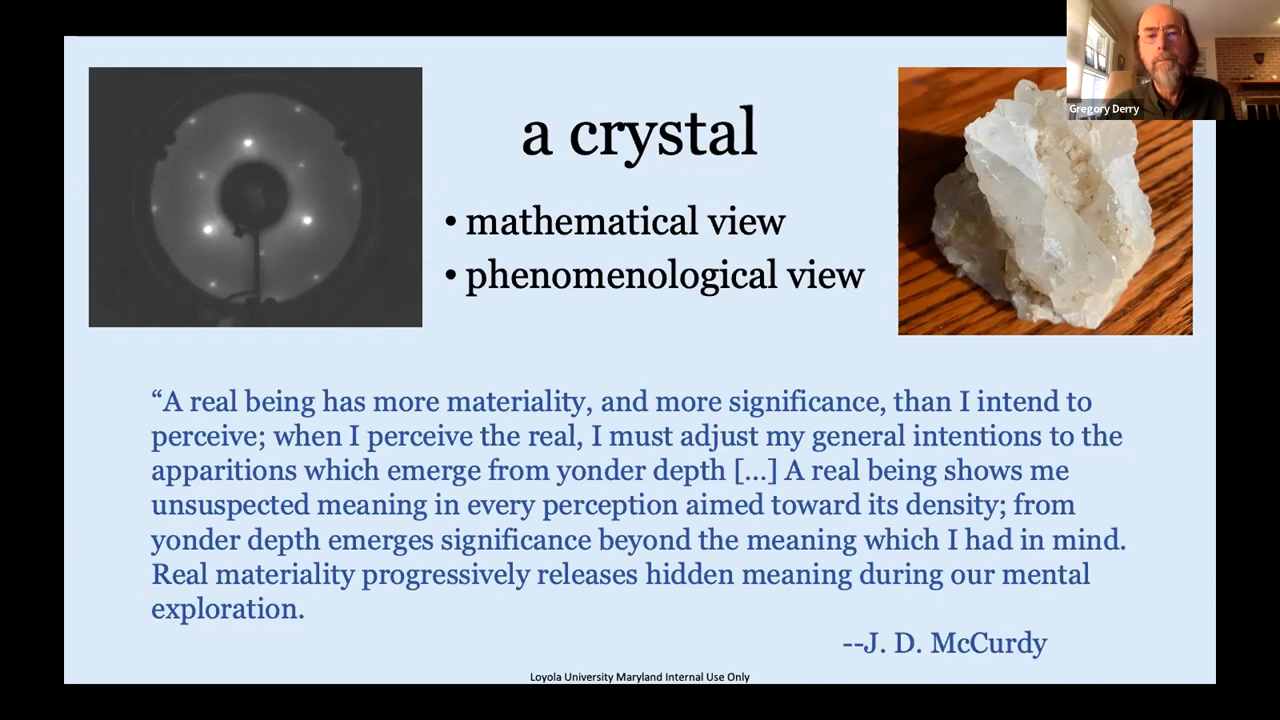 Gregory Derry
a crystal
• mathematical view
• phenomenological view
“A real being has more materiality, and more significance, than I intend to
perceive; when I perceive the real, I must adjust my general intentions to the
apparitions which emerge from yonder depth [...] A real being shows me
unsuspected meaning in every perception aimed toward its density; from
yonder depth emerges significance beyond the meaning which I had in mind.
Real materiality progressively releases hidden meaning during our mental
exploration.
--J. D. McCurdy
Loyola University Maryland Internal Use Only